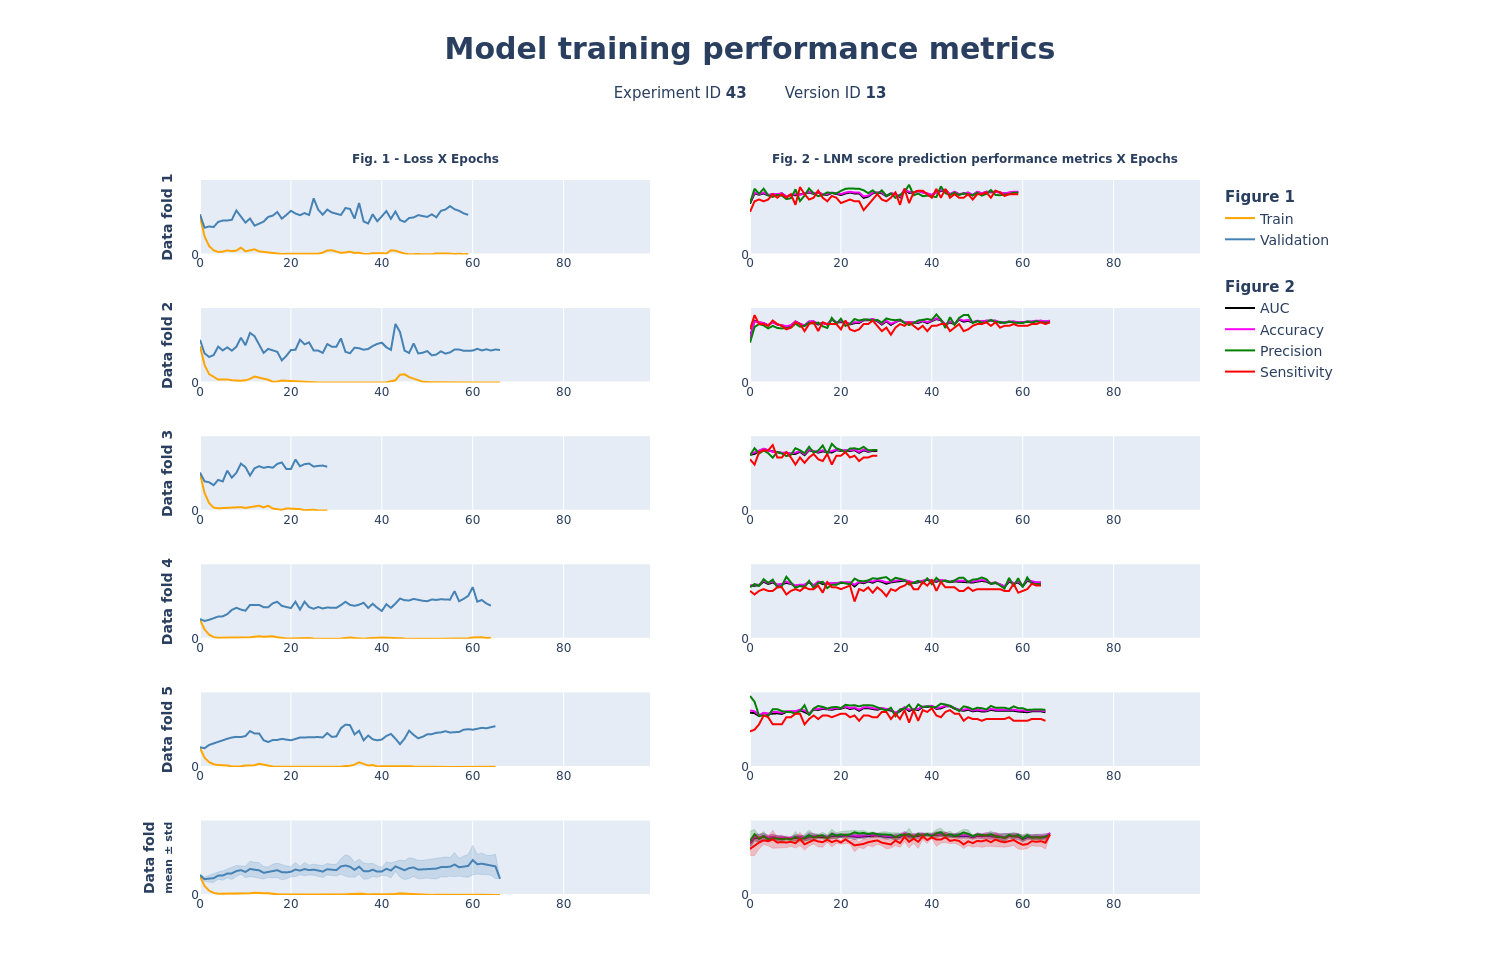 Model training performance metrics
Experiment ID 43 Version ID 13
Fig. 1 - Loss X Epochs
Fig. 2 - LNM score prediction performance metrics X Epochs
Figure 1
Train
Validation
Figure 2
AUC
Accuracy
Precision
Sensitivity
Data fold 1
0
0 20 40 60 80
0
0 20 40 60 80
Data fold 2
0
0 20 40 60 80
0
0 20 40 60 80
Data fold 3
0
0 20 40 60 80
0
0 20 40 60 80
Data fold 4
0
0 20 40 60 80
0
0 20 40 60 80
Data fold 5
0
0 20 40 60 80
0
0 20 40 60 80
Data fold
mean ± std
0
0 20 40 60 80
0
0 20 40 60 80